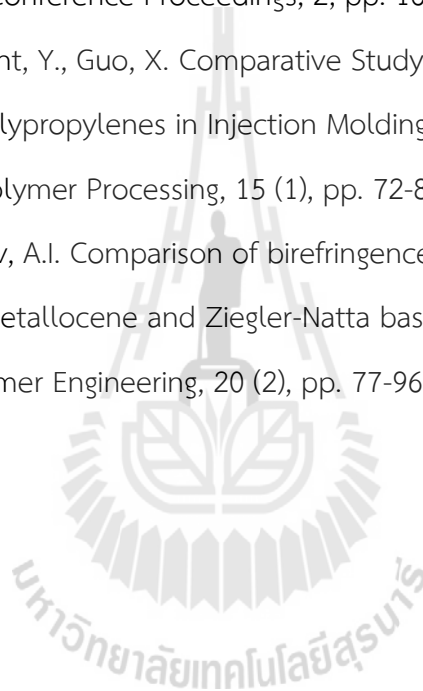 Conference Proceedings, 2, pp. 10
nt, Y., Guo, X. Comparative Study
lypropylenes in Injection Molding
olymer Processing, 15 (1), pp. 72-8
v, A.I. Comparison of birefringence
etallocene and Ziegler-Natta bas
mer Engineering, 20 (2), pp. 77-96
มหาวิทยาลัยเทคโนโลยีสุรนารี